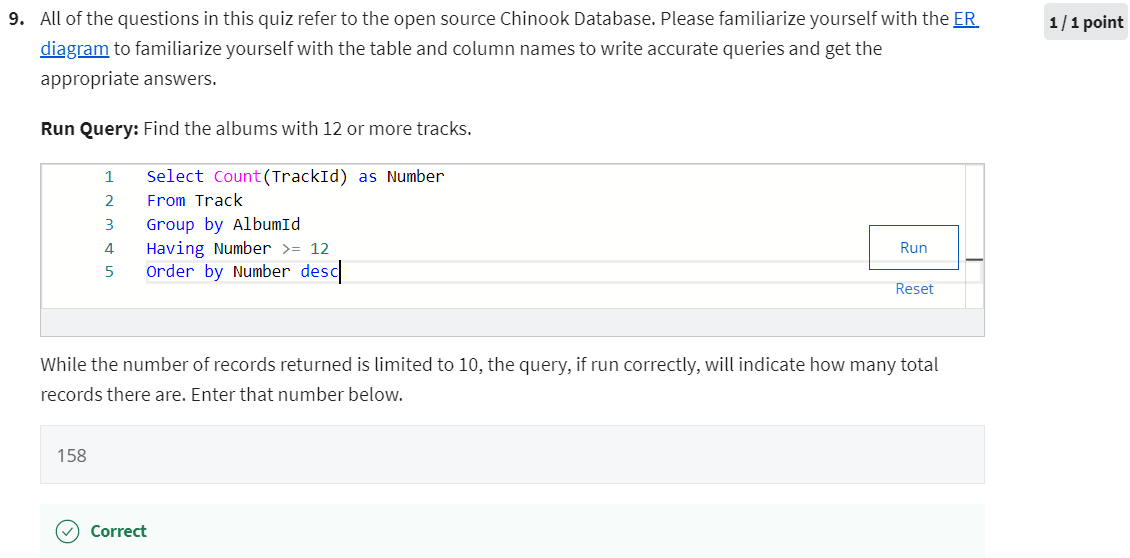 9. All of the questions in this quiz refer to the open source Chinook Database. Please familiarize yourself with the ER
diagram to familiarize yourself with the table and column names to write accurate queries and get the
appropriate answers.
1 / 1 point
Run Query: Find the albums with 12 or more tracks.
1 Select Count(TrackId) as Number
2 From Track
3 Group by AlbumId
4 Having Number >= 12
5 Order by Number desc
Run
Reset
While the number of records returned is limited to 10, the query, if run correctly, will indicate how many total
records there are. Enter that number below.
158
Correct